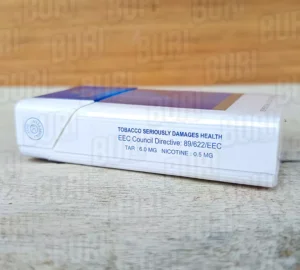 TOBACCO SERIOUSLY DAMAGES HEALTH
EEC Council Directive: 89/622/EEC
TAR : 6.0 MG NICOTINE : 0.5 MG